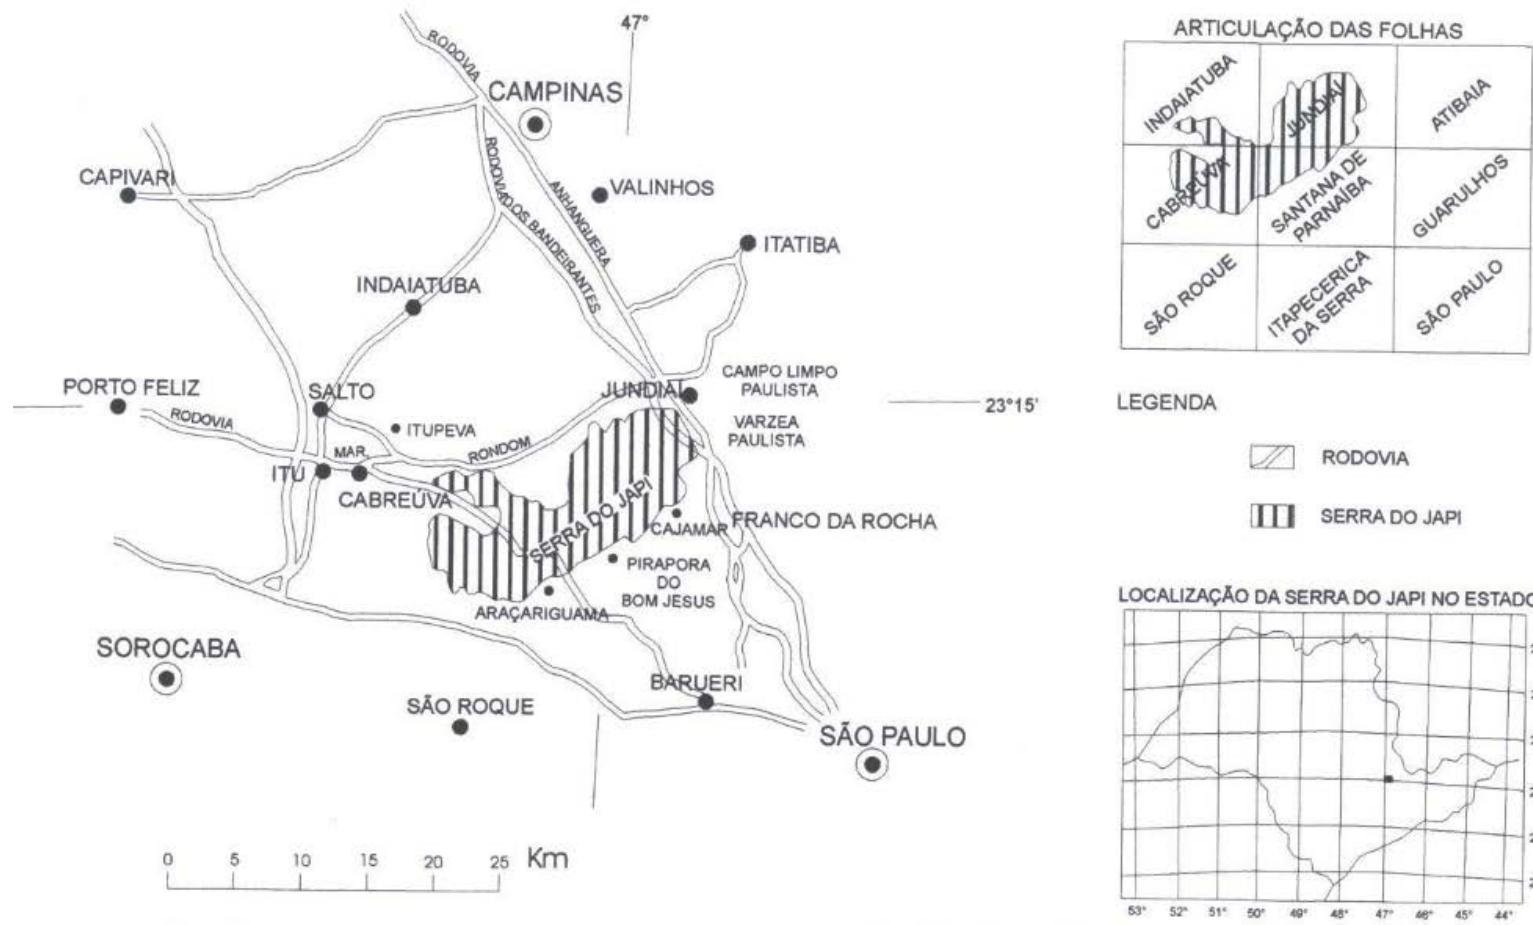 47°
RODOVIA
CAMPINAS
CAPIVARI
RODOVIA DOS BANDEIRANTES
ANHANGUERA
VALINHOS
ITATIBA
INDAIATUBA
PORTO FELIZ
SALTO
JUNDIAÍ
CAMPO LIMPO
PAULISTA
23°15'
RODOVIA
ITUPEVA
VARZEA
PAULISTA
MAR.
RONDOM
ITU
CABREÚVA
SERRA DO JAPI
CAJAMAR
FRANCO DA ROCHA
PIRAPORA
DO
BOM JESUS
ARAÇARIGUAMA
SOROCABA
BARUERI
SÃO ROQUE
SÃO PAULO
0 5 10 15 20 25 Km
ARTICULAÇÃO DAS FOLHAS
INDAIATUBA
JUNDIAÍ
ATIBAIA
CABREÚVA
SANTANA DE
PARNAÍBA
GUARULHOS
SÃO ROQUE
ITAPECERICA
DA SERRA
SÃO PAULO
LEGENDA
RODOVIA
SERRA DO JAPI
LOCALIZAÇÃO DA SERRA DO JAPI NO ESTADO
53° 52° 51° 50° 49° 48° 47° 46° 45° 44°